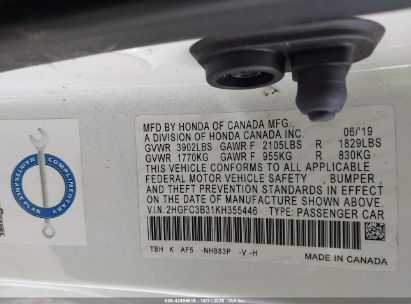 MFD BY HONDA OF CANADA MFG.,
A DIVISION OF HONDA CANADA INC. 06/'19
GVWR 3902LBS GAWR F 2105LBS R 1829LBS
GVWR 1770KG GAWR F 955KG R 830KG
THIS VEHICLE CONFORMS TO ALL APPLICABLE
FEDERAL MOTOR VEHICLE SAFETY, BUMPER
AND THEFT PREVENTION STANDARDS IN EFFECT
ON THE DATE OF MANUFACTURE SHOWN ABOVE.
V.I.N: 2HGFC3B31KH355446 TYPE: PASSENGER CAR
TBH K AF5 -NH883P -V -H
MADE IN CANADA
COMPLIMENTARY
MAINTENANCE PLAN